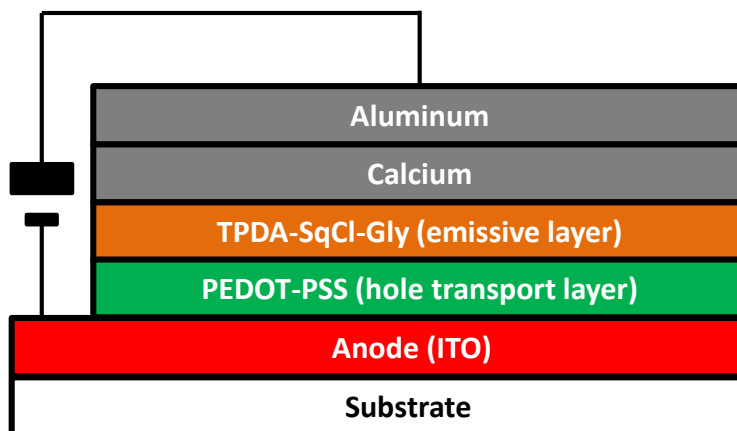 Aluminum
Calcium
TPDA-SqCl-Gly (emissive layer)
PEDOT-PSS (hole transport layer)
Anode (ITO)
Substrate